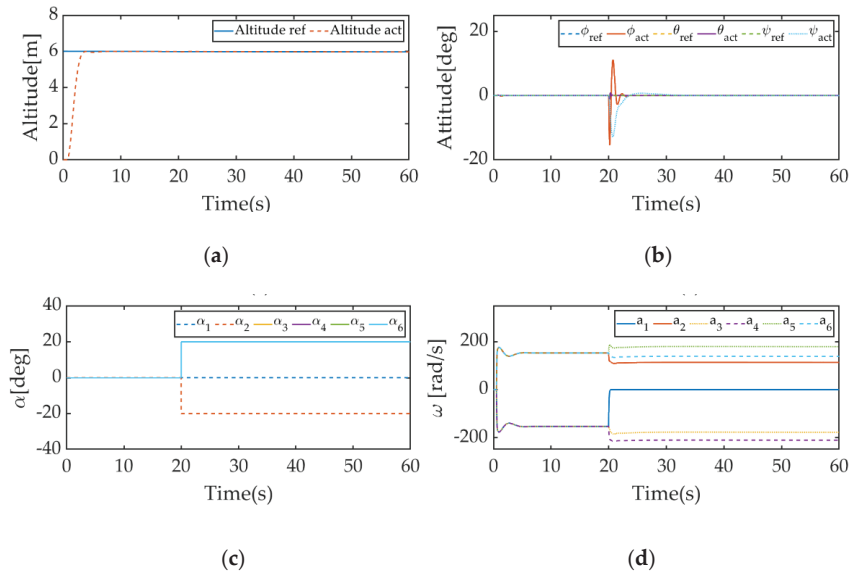 Altitude ref Altitude act
Altitude[m]
8
6
4
2
0
0 10 20 30 40 50 60
Time(s)
(a)
ϕref ϕact θref θact ψref ψact
Attitude[deg]
20
0
-20
0 10 20 30 40 50 60
Time(s)
(b)
α1 α2 α3 α4 α5 α6
α[deg]
40
20
0
-20
-40
0 10 20 30 40 50 60
Time(s)
(c)
a1 a2 a3 a4 a5 a6
ω [rad/s]
200
0
-200
0 10 20 30 40 50 60
Time(s)
(d)